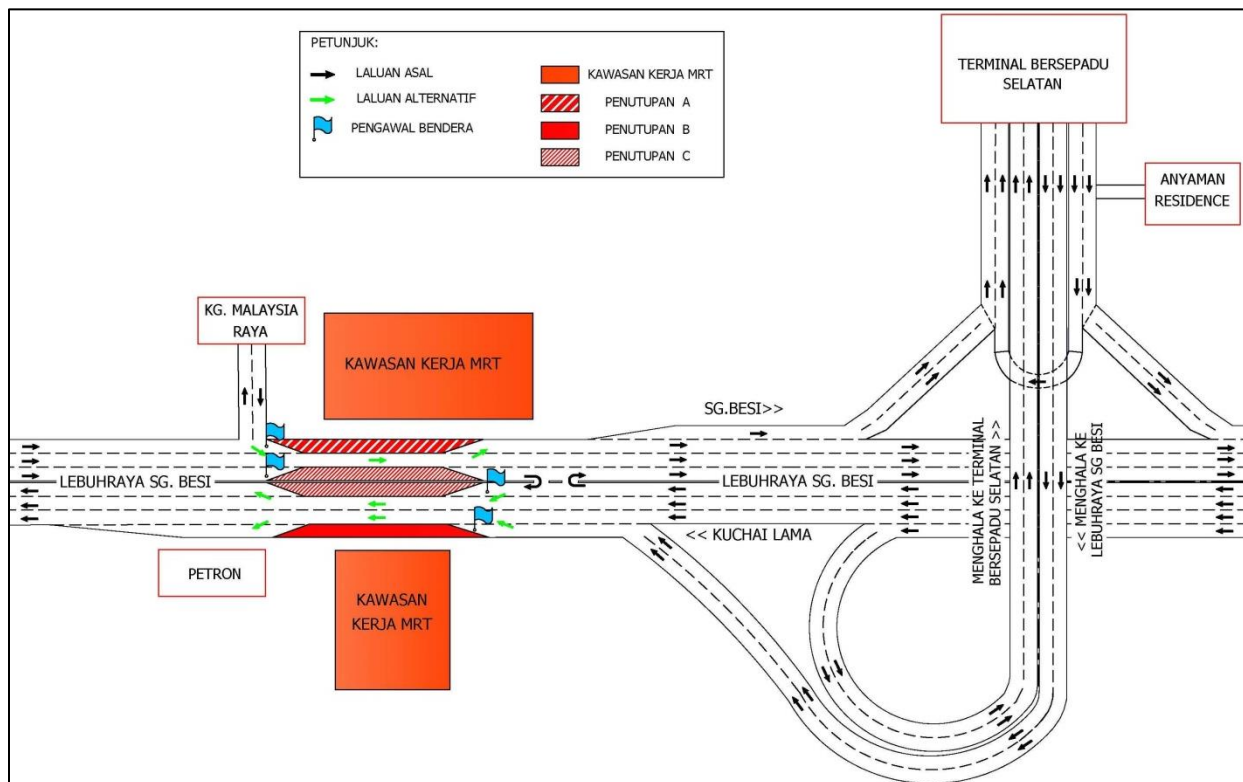 PETUNJUK:
LALUAN ASAL
LALUAN ALTERNATIF
PENGAWAL BENDERA
KAWASAN KERJA MRT
PENUTUPAN A
PENUTUPAN B
PENUTUPAN C
TERMINAL BERSEPADU
SELATAN
ANYAMAN
RESIDENCE
KG. MALAYSIA
RAYA
KAWASAN KERJA MRT
SG.BESI>>
LEBUHRAYA SG. BESI
LEBUHRAYA SG. BESI
MENGHALA KE TERMINAL
BERSEPADU SELATAN >>
<< MENGHALA KE
LEBUHRAYA SG BESI
<< KUCHAI LAMA
PETRON
KAWASAN
KERJA MRT